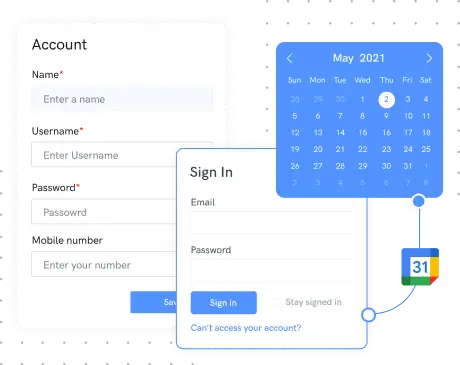 Account
Name*
Enter a name
Username*
Enter Username
Password*
Passowrd
Mobile number
Enter your number
Sav
Sign In
Email
Password
Sign in
Stay signed in
Can't access your account?
May 2021
Sun Mon Tue Wed Thu Fri Sat
28 29 30 1 2 3 4
5 6 7 8 9 10 11
12 13 14 15 16 17 18
19 20 21 22 23 24 25
26 27 28 29 30 31 1
2 3 4 5 6 7 8
31